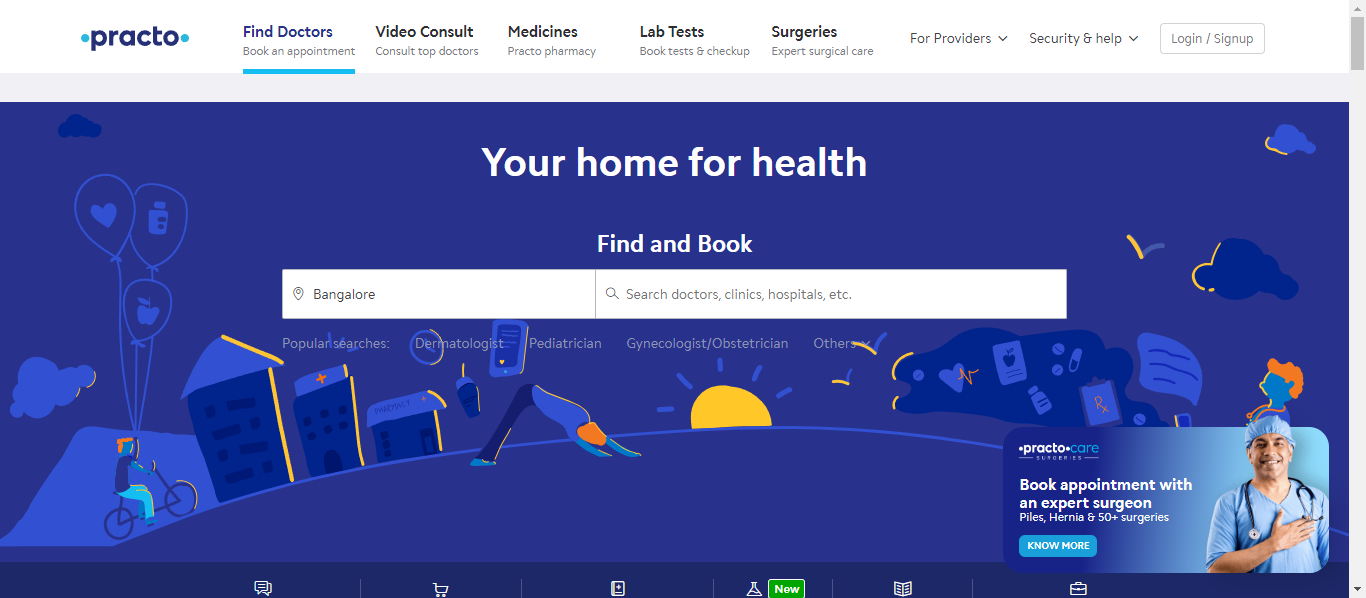 practo
Find Doctors
Book an appointment
Video Consult
Consult top doctors
Medicines
Practo pharmacy
Lab Tests
Book tests & checkup
Surgeries
Expert surgical care
For Providers
Security & help
Login / Signup
Your home for health
Find and Book
Bangalore
Search doctors, clinics, hospitals, etc.
Popular searches: Dermatologist Pediatrician Gynecologist/Obstetrician Others
PHARMACY
Rx
practo care
SURGERIES
Book appointment with
an expert surgeon
Piles, Hernia & 50+ surgeries
KNOW MORE
New